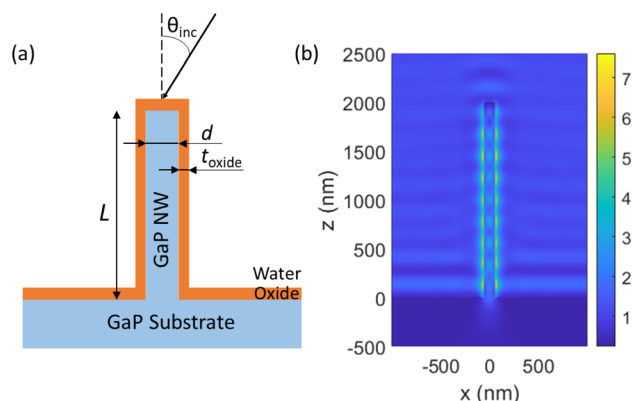 (a)
θinc
d
toxide
L
GaP NW
Water
Oxide
GaP Substrate
(b)
2500
2000
1500
1000
500
0
-500
z (nm)
-500 0 500
x (nm)
7
6
5
4
3
2
1